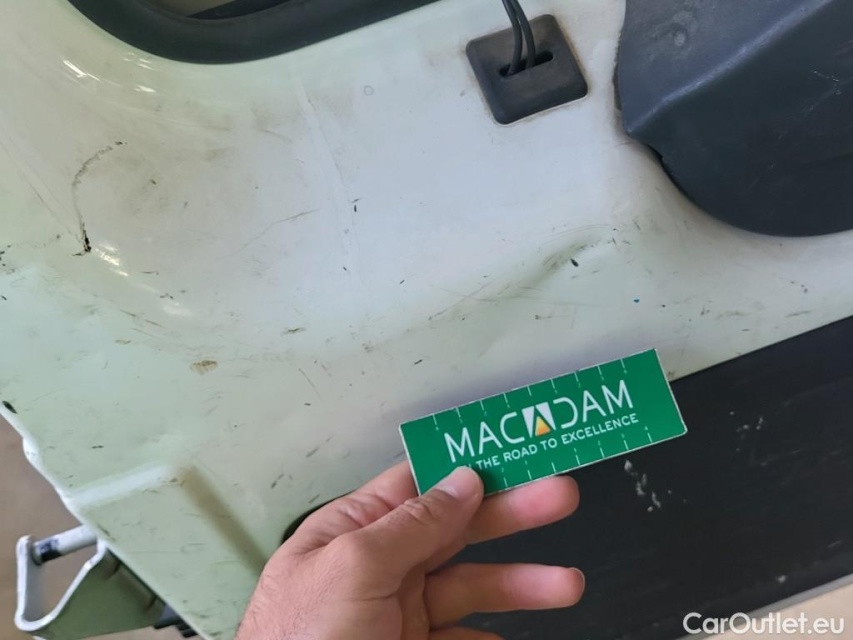 MACADAM
THE ROAD TO EXCELLENCE
CarOutlet.eu